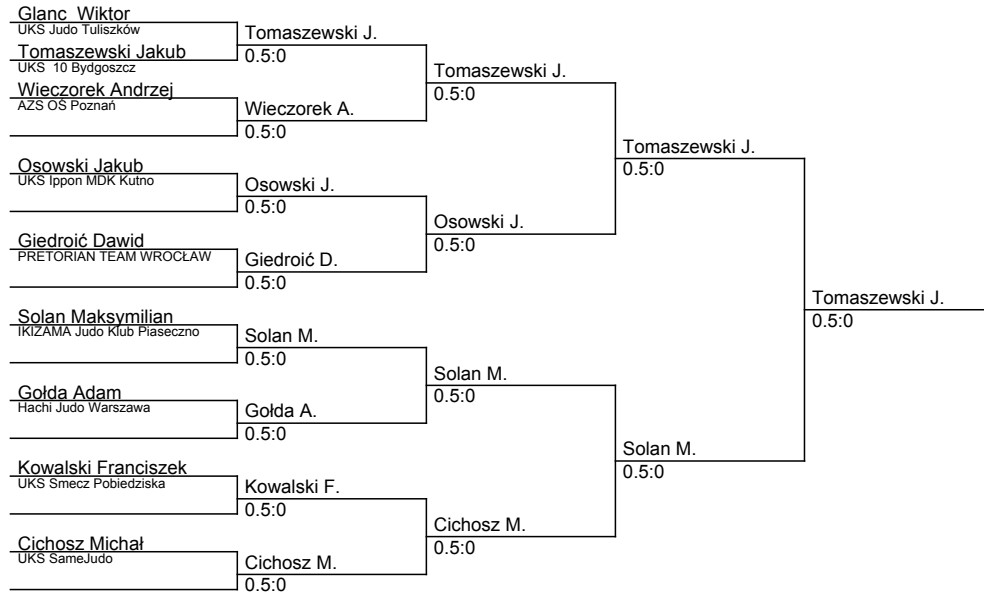 Glanc  Wiktor
UKS Judo Tuliszków
Tomaszewski Jakub
UKS  10 Bydgoszcz
Wieczorek Andrzej
AZS OŚ Poznań
Osowski Jakub
UKS Ippon MDK Kutno
Giedroić Dawid
PRETORIAN TEAM WROCŁAW
Solan Maksymilian
IKIZAMA Judo Klub Piaseczno
Gołda Adam
Hachi Judo Warszawa
Kowalski Franciszek
UKS Smecz Pobiedziska
Cichosz Michał
UKS SameJudo
Tomaszewski J.
0.5:0
Wieczorek A.
0.5:0
Osowski J.
0.5:0
Giedroić D.
0.5:0
Solan M.
0.5:0
Gołda A.
0.5:0
Kowalski F.
0.5:0
Cichosz M.
0.5:0
Tomaszewski J.
0.5:0
Osowski J.
0.5:0
Solan M.
0.5:0
Cichosz M.
0.5:0
Tomaszewski J.
0.5:0
Solan M.
0.5:0
Tomaszewski J.
0.5:0